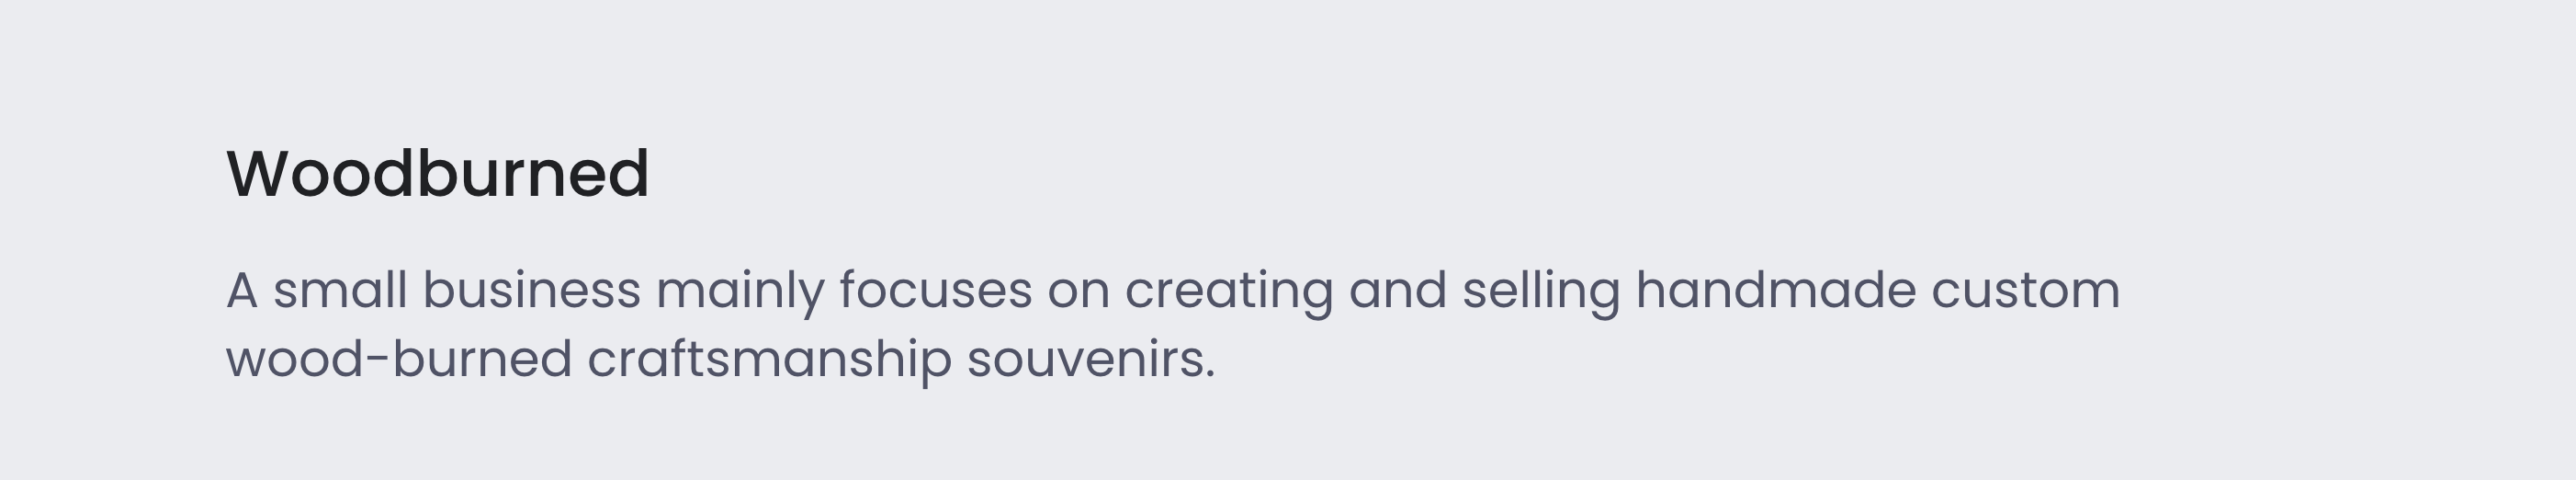 Woodburned
A small business mainly focuses on creating and selling handmade custom
wood-burned craftsmanship souvenirs.